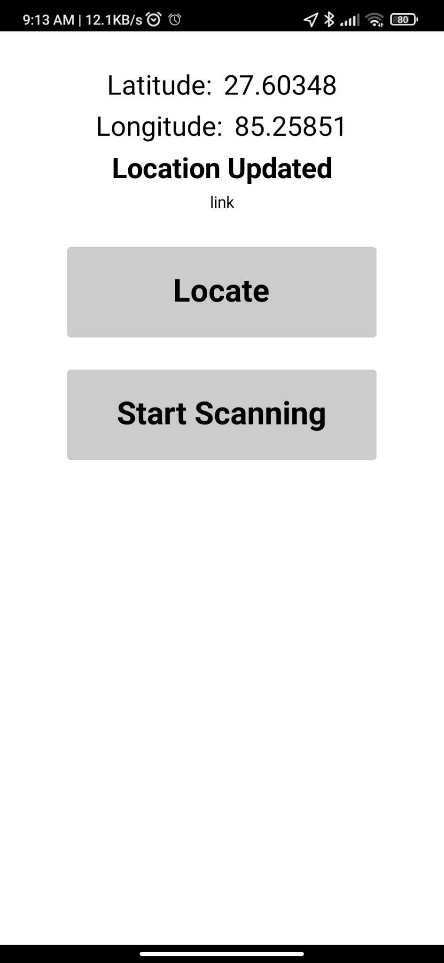 9:13 AM | 12.1KB/s
80
Latitude: 27.60348
Longitude: 85.25851
Location Updated
link
Locate
Start Scanning